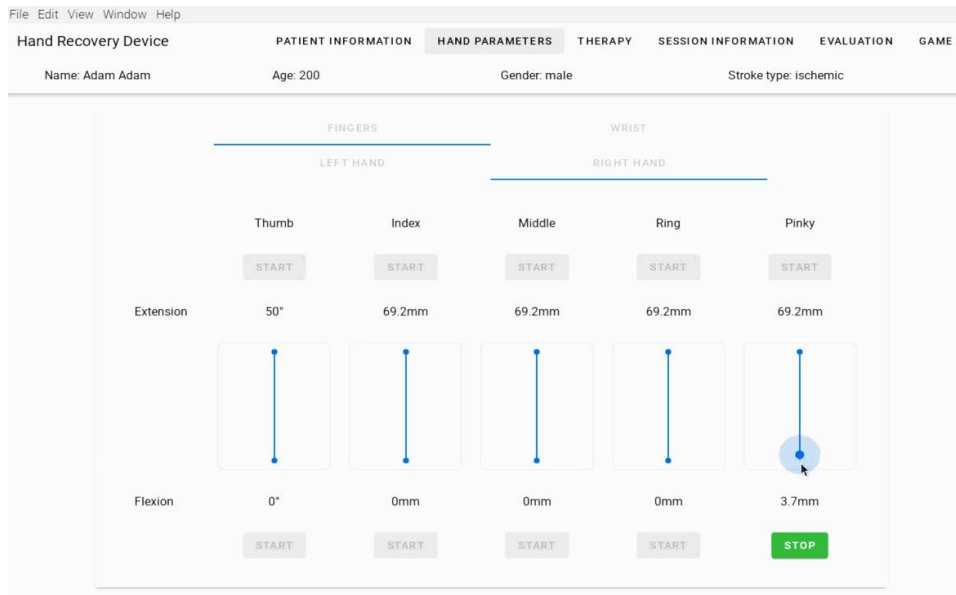 File Edit View Window Help
Hand Recovery Device PATIENT INFORMATION HAND PARAMETERS THERAPY SESSION INFORMATION EVALUATION GAME
Name: Adam Adam Age: 200 Gender: male Stroke type: ischemic
FINGERS WRIST
LEFT HAND RIGHT HAND
Thumb Index Middle Ring Pinky
START START START START START
Extension 50° 69.2mm 69.2mm 69.2mm 69.2mm
Flexion 0° 0mm 0mm 0mm 3.7mm
START START START START STOP